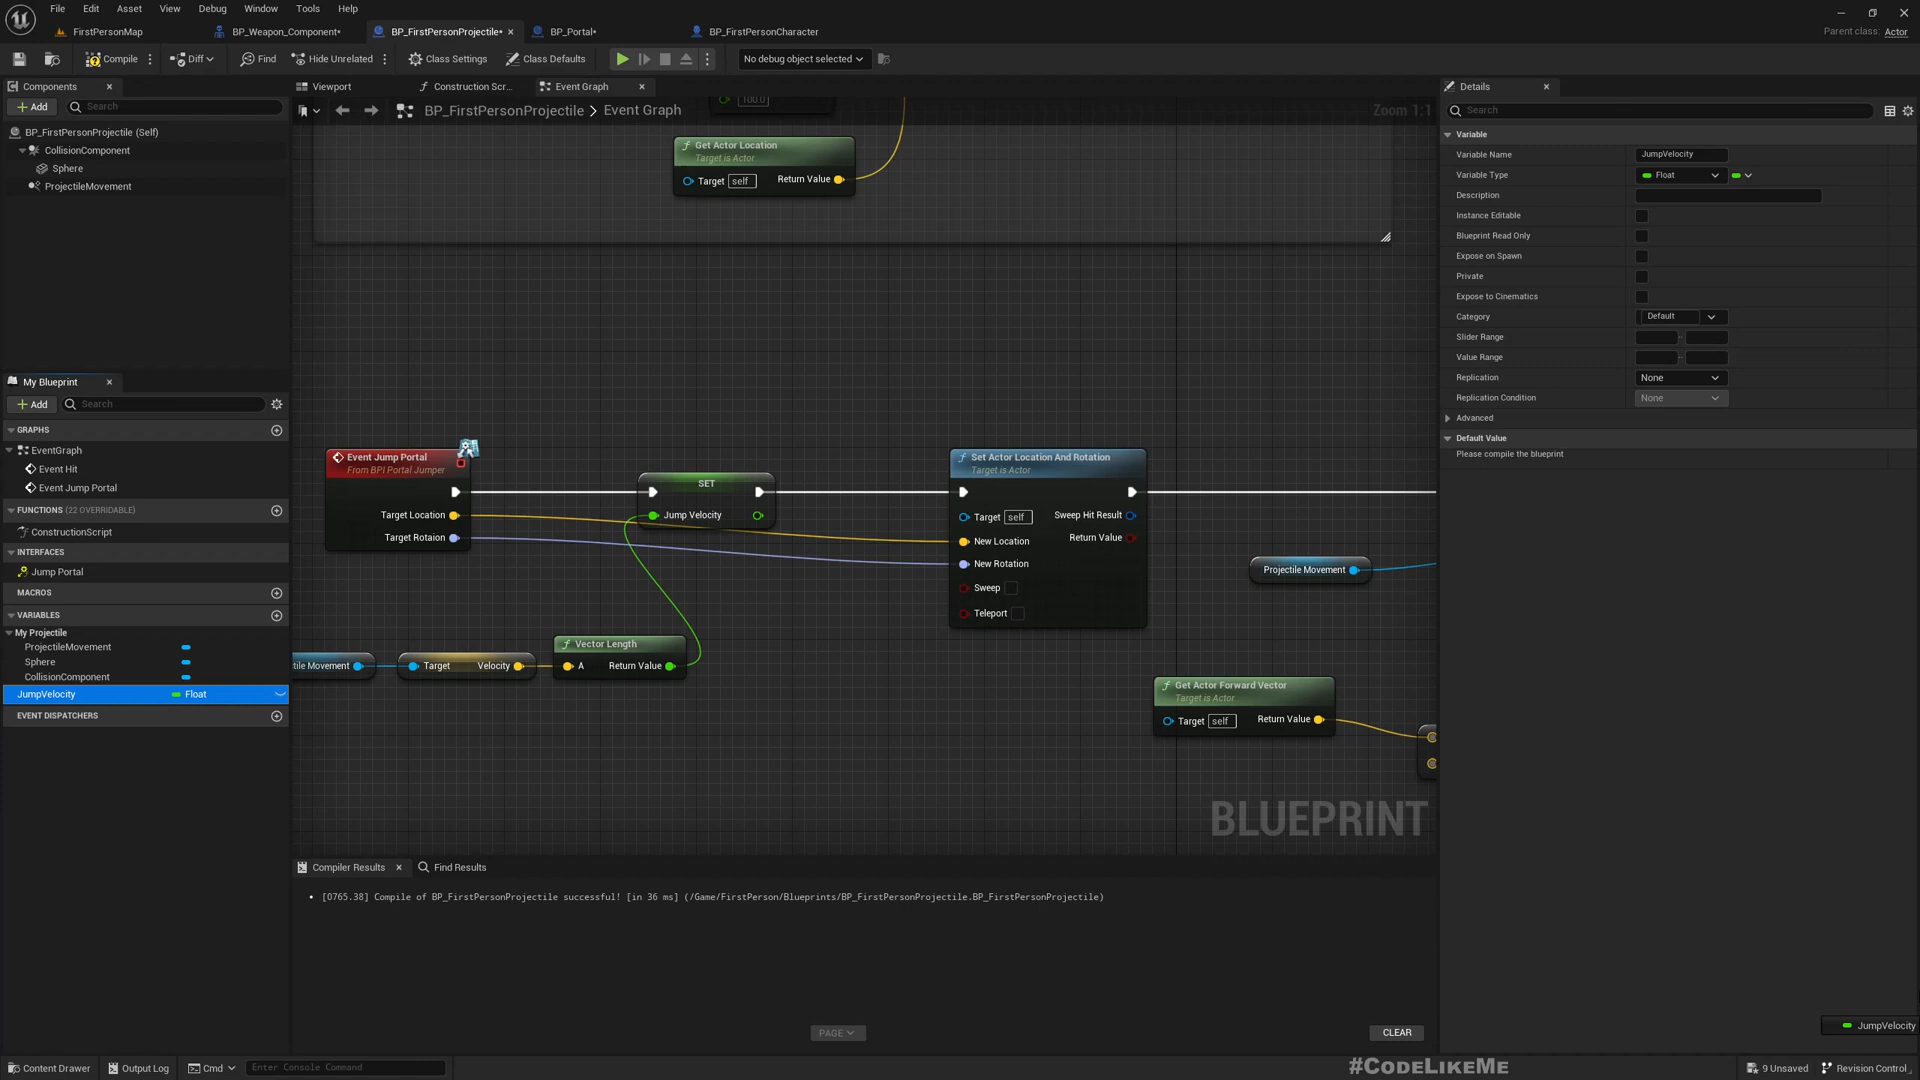 File Edit Asset View Debug Window Tools Help
FirstPersonMap BP_Weapon_Component* BP_FirstPersonProjectile* BP_Portal* BP_FirstPersonCharacter
Parent class: Actor
Compile Diff Find Hide Unrelated Class Settings Class Defaults No debug object selected
Components
Add Search
BP_FirstPersonProjectile (Self)
CollisionComponent
Sphere
ProjectileMovement
My Blueprint
Add Search
GRAPHS
EventGraph
Event Hit
Event Jump Portal
FUNCTIONS (22 OVERRIDABLE)
ConstructionScript
INTERFACES
Jump Portal
MACROS
VARIABLES
My Projectile
ProjectileMovement
Sphere
CollisionComponent
JumpVelocity Float
EVENT DISPATCHERS
Viewport Construction Scr... Event Graph
BP_FirstPersonProjectile > Event Graph
Zoom 1:1
100.0
Get Actor Location
Target is Actor
Target self Return Value
Event Jump Portal
From BPI Portal Jumper
Target Location
Target Rotaion
SET
Jump Velocity
Set Actor Location And Rotation
Target is Actor
Target self Sweep Hit Result
New Location Return Value
New Rotation
Sweep
Teleport
Projectile Movement
tile Movement
Target Velocity
Vector Length
A Return Value
Get Actor Forward Vector
Target is Actor
Target self Return Value
BLUEPRINT
Compiler Results Find Results
[0765.38] Compile of BP_FirstPersonProjectile successful! [in 36 ms] (/Game/FirstPerson/Blueprints/BP_FirstPersonProjectile.BP_FirstPersonProjectile)
PAGE CLEAR
Details
Search
Variable
Variable Name JumpVelocity
Variable Type Float
Description
Instance Editable
Blueprint Read Only
Expose on Spawn
Private
Expose to Cinematics
Category Default
Slider Range
Value Range
Replication None
Replication Condition None
Advanced
Default Value
Please compile the blueprint
JumpVelocity
Content Drawer Output Log Cmd Enter Console Command
#CodeLikeMe
9 Unsaved Revision Control